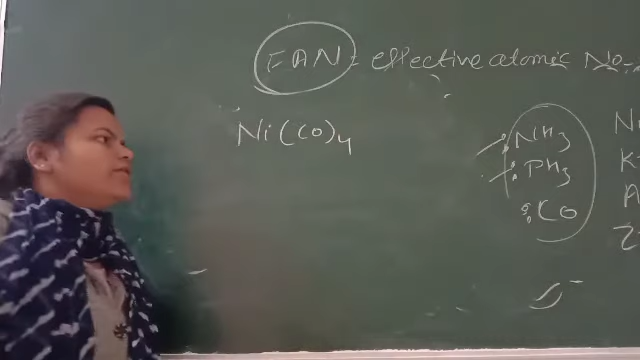 EAN = effective atomic No
Ni(CO)4
NH3
PH3
CO